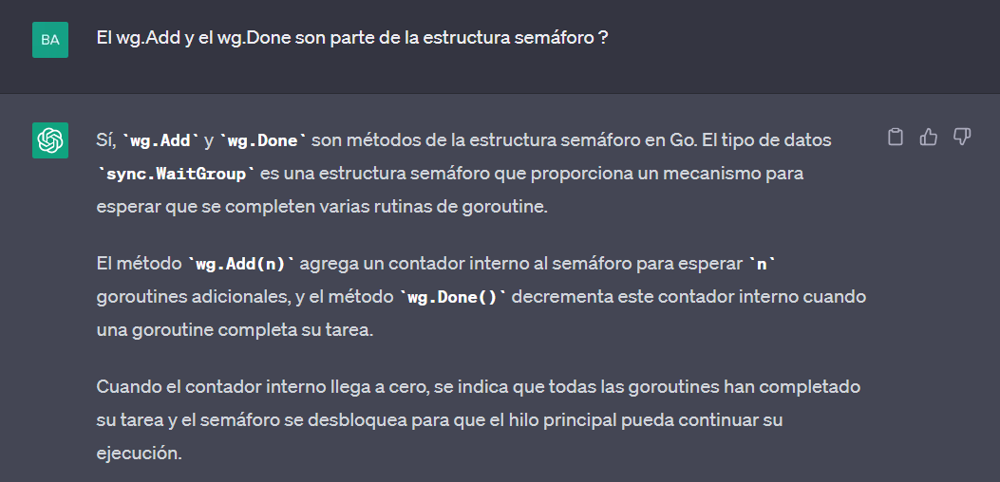 BA
El wg.Add y el wg.Done son parte de la estructura semáforo ?
Sí, `wg.Add` y `wg.Done` son métodos de la estructura semáforo en Go. El tipo de datos
`sync.WaitGroup` es una estructura semáforo que proporciona un mecanismo para
esperar que se completen varias rutinas de goroutine.
El método `wg.Add(n)` agrega un contador interno al semáforo para esperar `n`
goroutines adicionales, y el método `wg.Done()` decrementa este contador interno cuando
una goroutine completa su tarea.
Cuando el contador interno llega a cero, se indica que todas las goroutines han completado
su tarea y el semáforo se desbloquea para que el hilo principal pueda continuar su
ejecución.